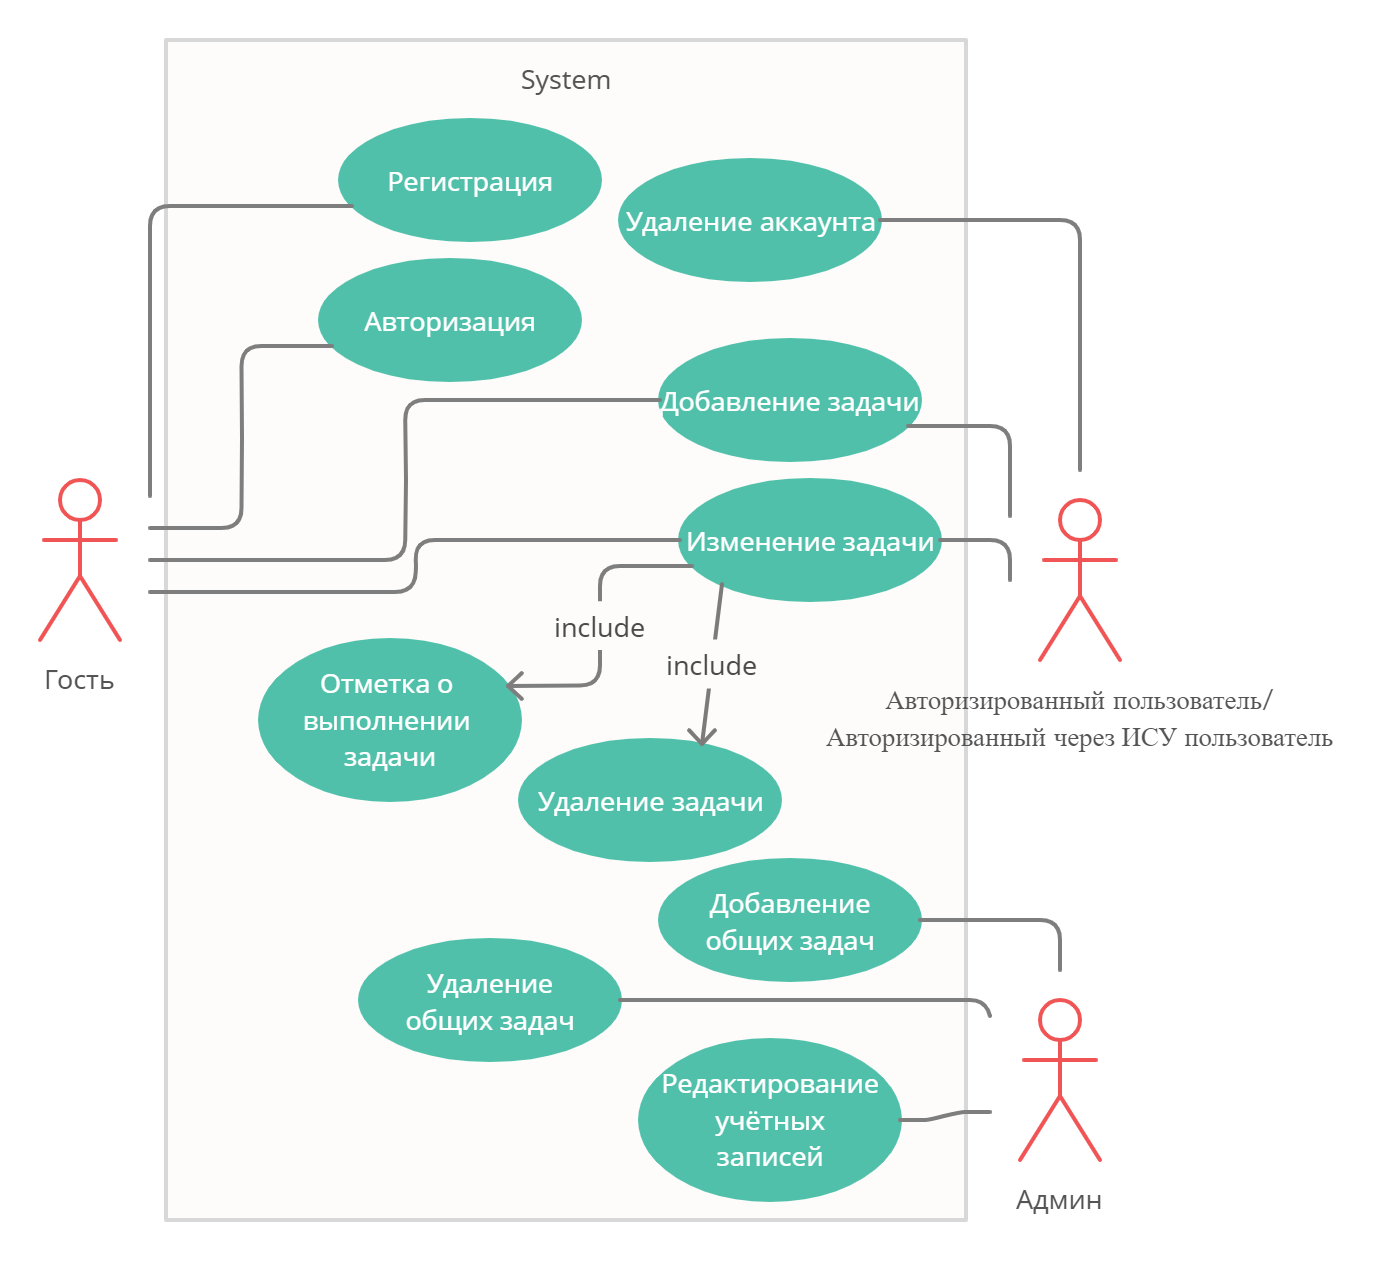 System
Регистрация
Удаление аккаунта
Авторизация
Добавление задачи
Изменение задачи
include
include
Гость
Отметка о
выполнении
задачи
Авторизированный пользователь/
Авторизированный через ИСУ пользователь
Удаление задачи
Добавление
общих задач
Удаление
общих задач
Редактирование
учётных
записей
Админ